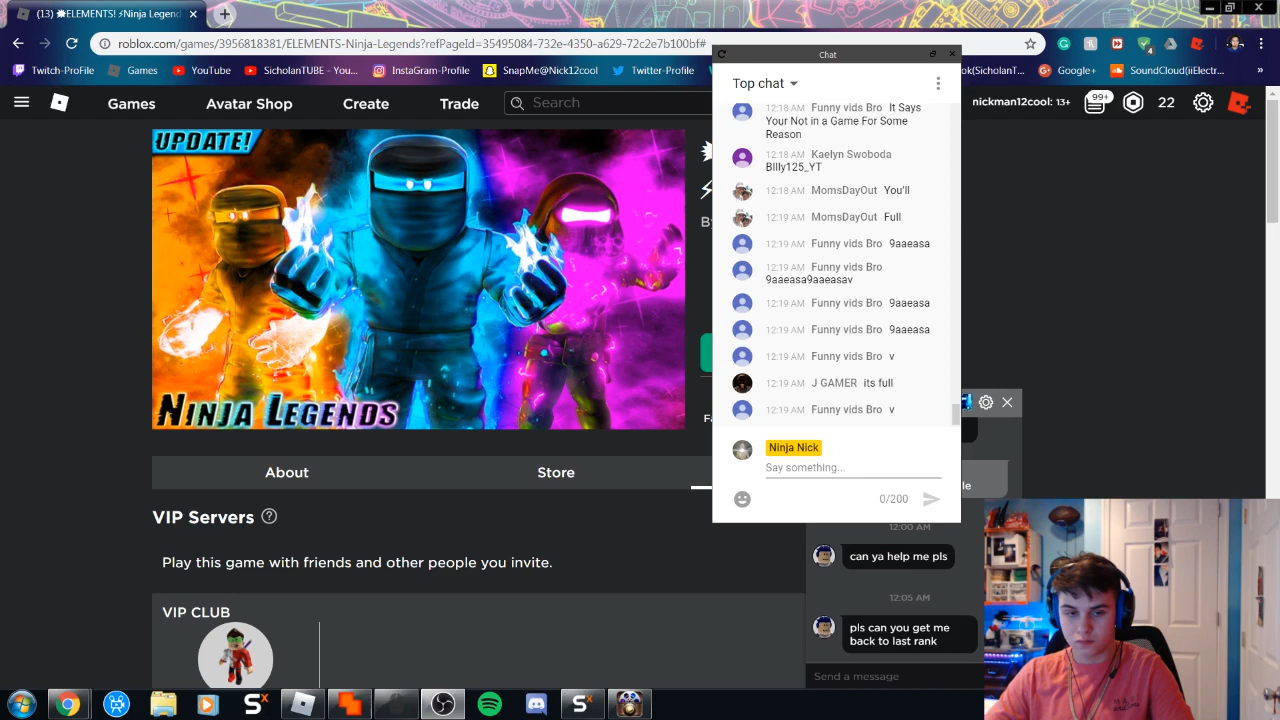 (13) ✸ELEMENTS! ⚡Ninja Legend
roblox.com/games/3956818381/ELEMENTS-Ninja-Legends?refPageId=35495084-732e-4350-a629-72c2e7b100bf#
Twitch-Profile
Games
YouTube
SicholanTUBE - You...
Instagram-Profile
SnapMe@Nick12cool
Twitter-Profile
ok(SicholanT...
Google+
SoundCloud(iiElectr...
Games
Avatar Shop
Create
Trade
Search
nickman12cool: 13+
99+
22
UPDATE!
NINJA LEGENDS
By
About
Store
VIP Servers
Play this game with friends and other people you invite.
VIP CLUB
Chat
Top chat
12:18 AM Funny vids Bro It Says
Your Not in a Game For Some
Reason
12:18 AM Kaelyn Swoboda
BIlly125_YT
12:18 AM MomsDayOut You'll
12:19 AM MomsDayOut Full
12:19 AM Funny vids Bro 9aaeasa
12:19 AM Funny vids Bro
9aaeasa9aaeasav
12:19 AM Funny vids Bro 9aaeasa
12:19 AM Funny vids Bro 9aaeasa
12:19 AM Funny vids Bro v
12:19 AM J GAMER its full
12:19 AM Funny vids Bro v
Ninja Nick
Say something...
0/200
le
12:00 AM
can ya help me pls
12:05 AM
pls can you get me
back to last rank
Send a message